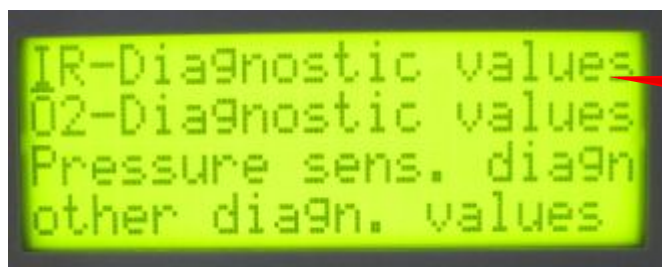 IR-Diagnostic values
O2-Diagnostic values
Pressure sens. diagn
other diagn. values